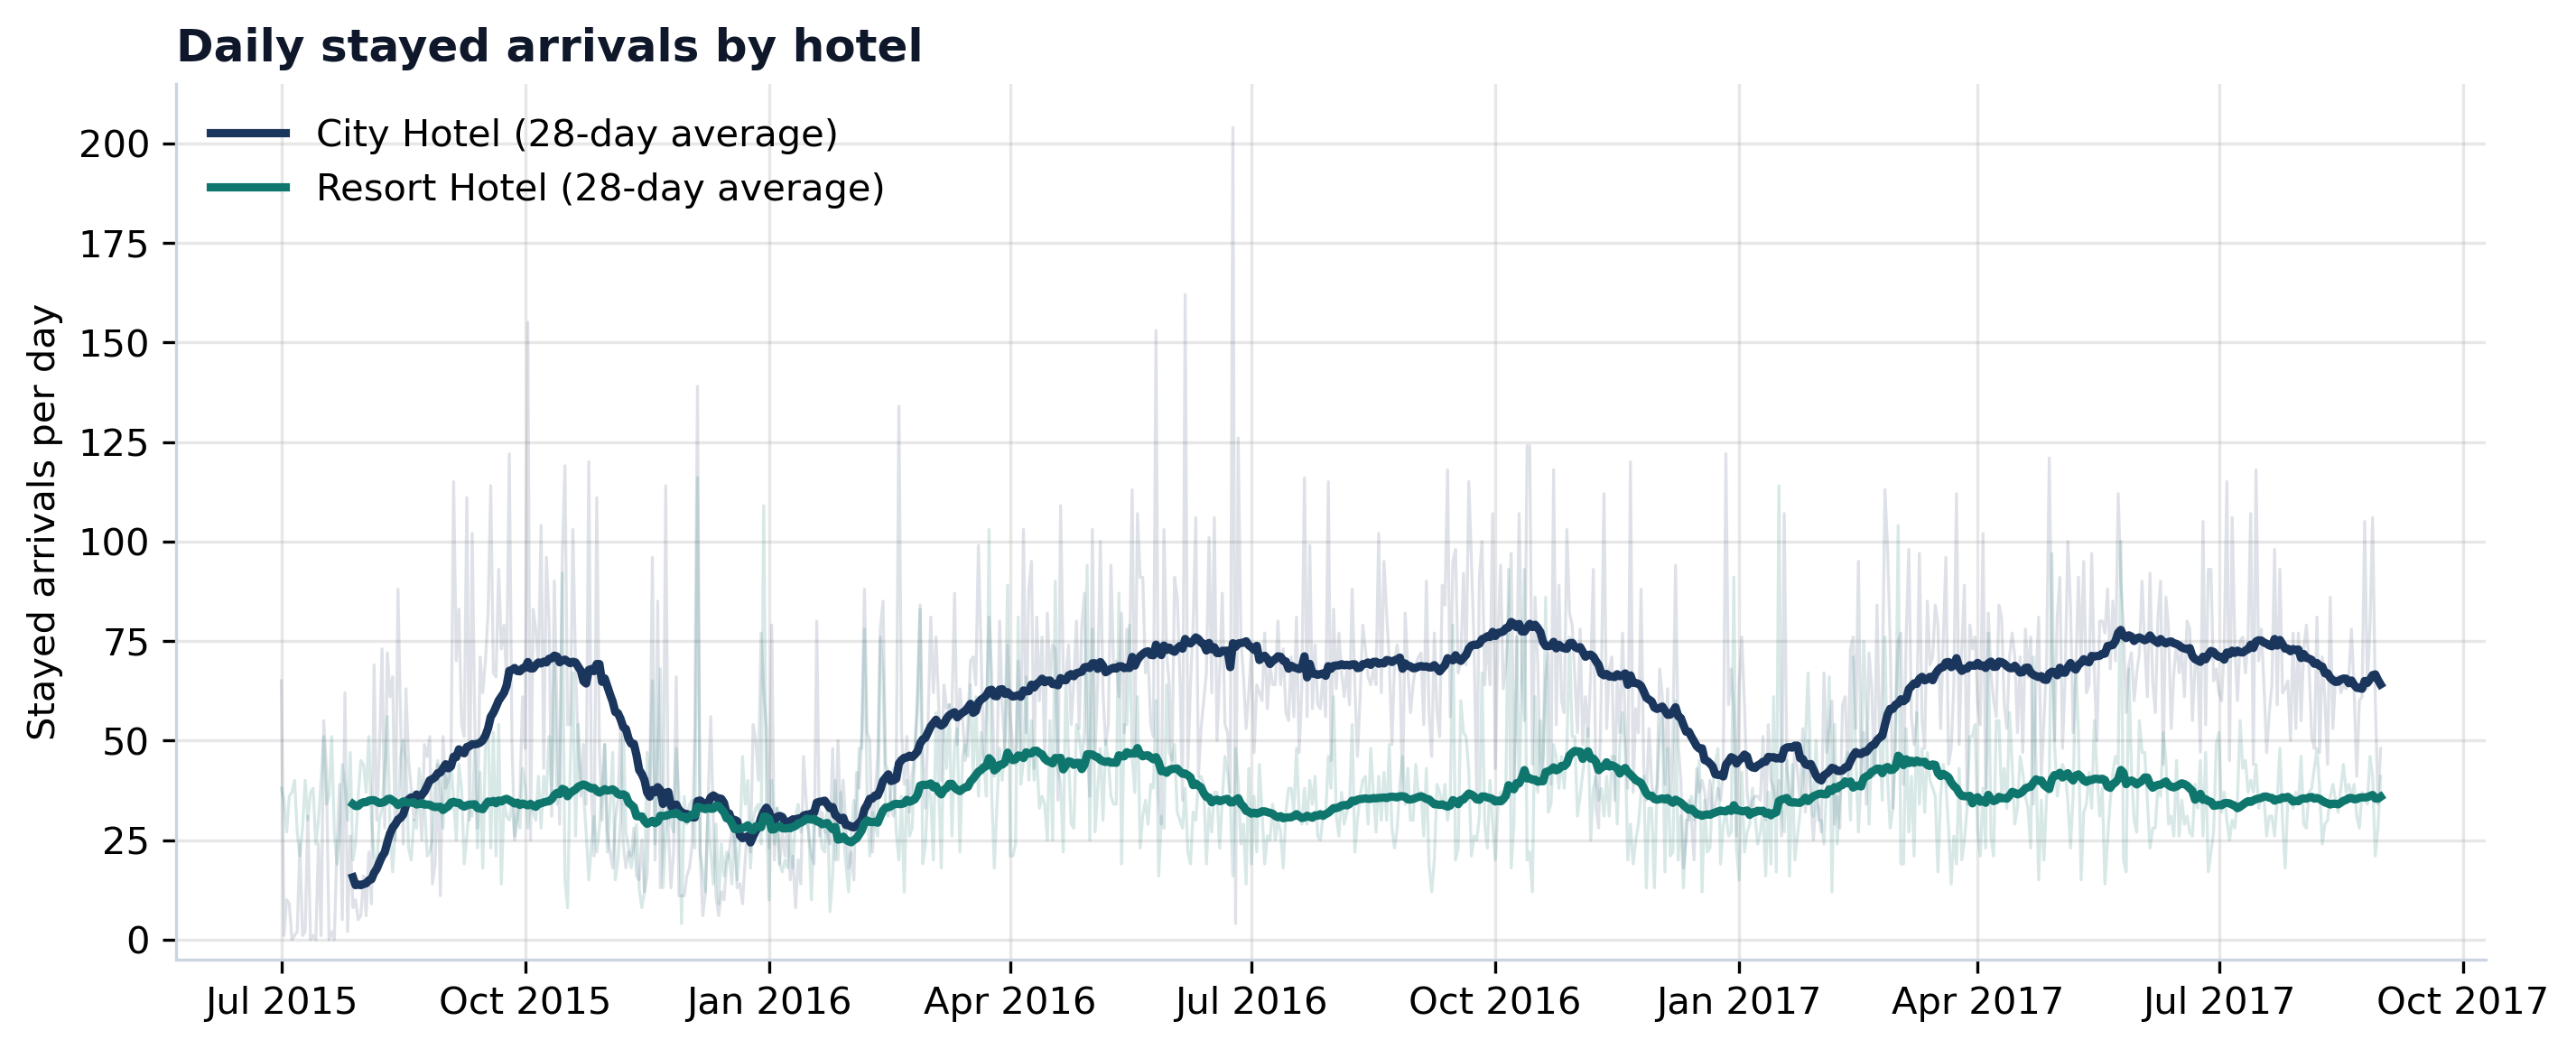 Daily stayed arrivals by hotel
City Hotel (28-day average)
Resort Hotel (28-day average)
Stayed arrivals per day
200
175
150
125
100
75
50
25
0
Jul 2015
Oct 2015
Jan 2016
Apr 2016
Jul 2016
Oct 2016
Jan 2017
Apr 2017
Jul 2017
Oct 2017